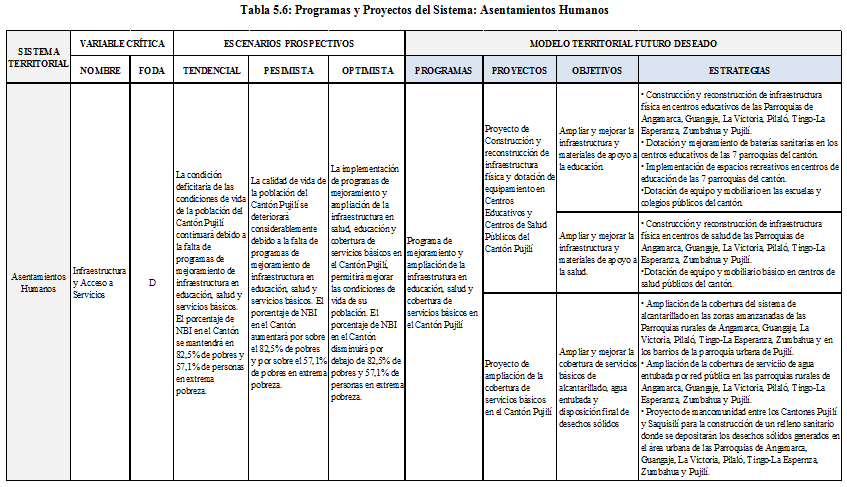 Tabla 5.6: Programas y Proyectos del Sistema: Asentamientos Humanos
SISTEMA
TERRITORIAL
VARIABLE CRÍTICA
ESCENARIOS PROSPECTIVOS
MODELO TERRITORIAL FUTURO DESEADO
NOMBRE
FODA
TENDENCIAL
PESIMISTA
OPTIMISTA
PROGRAMAS
PROYECTOS
OBJETIVOS
ESTRATEGIAS
Asentamientos
Humanos
Infraestructura
y Acceso a
Servicios
D
La condición
deficitaria de las
condiciones de vida
de la población del
Cantón Pujilí
continuará debido a
la falta de
programas de
mejoramiento de
infraestructura en
educación, salud y
servicios básicos.
El porcentaje de
NBI en el Cantón
se mantendrá en
82,5% de pobres y
57,1% de personas
en extrema
pobreza.
La calidad de vida de
la población del
Cantón Pujilí se
deteriorará
considerablemente
debido a la falta de
programas de
mejoramiento de
infraestructura en
educación, salud y
servicios básicos. El
porcentaje de NBI
en el Cantón
aumentará por sobre
el 82,5% de pobres
y por sobre el 57,1%
de pobres en extrema
pobreza.
La implementación
de programas de
mejoramiento y
ampliación de la
infraestructura en
salud, educación y
cobertura de
servicios básicos en
el Cantón Pujilí,
permitirá mejorar
las condiciones de
vida de su
población. El
porcentaje de NBI
en el Cantón
disminuirá por
debajo de 82,5% de
pobres y 57,1% de
personas en extrema
pobreza.
Programa de
mejoramiento y
ampliación de la
infraestrutura en
educación, salud y
cobertura de
servicios básicos en
el Cantón Pujilí
Proyecto de
Construcción y
reconstrucción de
infraestructura
física y dotación de
equipamiento en
Centros
Educativos y
Centros de Salud
Públicos del
Cantón Pujilí
Ampliar y mejorar la
infraestructura y
materiales de apoyo a
la educación.
• Construcción y reconstrucción de infraestructura
física en centros educativos de las Parroquias de
Angamarca, Guangaje, La Victoria, Pilaló, Tingo-La
Esperanza, Zumbahua y Pujilí.
• Dotación y mejoramiento de baterías sanitarias en los
centros educativos de las 7 parroquias del cantón.
• Implementación de espacios recreativos en centros de
educación de las 7 parroquias del cantón.
•Dotación de equipo y mobiliario en las escuelas y
colegios públicos del cantón.
Ampliar y mejorar la
infraestructura y
materiales de apoyo a
la salud.
• Construcción y reconstrucción de infraestructura
física en centros de salud de las Parroquias de
Angamarca, Guangaje, La Victoria, Pilaló, Tingo-La
Esperanza, Zumbahua y Pujilí.
•Dotación de equipo y mobiliario básico en centros de
salud públicos del cantón.
Proyecto de
ampliación de la
cobertura de
servicios básicos
en el Cantón Pujilí
Ampliar y mejorar la
cobertura de servicios
básicos de
alcantarillado, agua
entubada y
disposición final de
desechos sólidos
• Ampliación de la cobertura del sistema de
alcantarillado en las zonas amanzanadas de las
Parroquias rurales de Angamarca, Guangaje, La
Victoria, Pilaló, Tingo-La Esperanza, Zumbahua y en
los barrios de la parroquia urbana de Pujilí.
• Ampliación de la cobertura de serviciio de agua
entubada por red pública en las parroquias rurales de
Angamarca, Guangaje, La Victoria, Pilaló, Tingo-La
Esperanza, Zumbahua y Pujilí.
• Proyecto de mancomunidad entre los Cantones Pujilí
y Saquisilí para la construcción de un relleno sanitario
donde se depositarán los desechos sólidos generados en
el área urbana de las Parroquias de Angamarca,
Guangaje, La Victoria, Pilaló, Tingo-La Espernza,
Zumbahua y Pujilí.